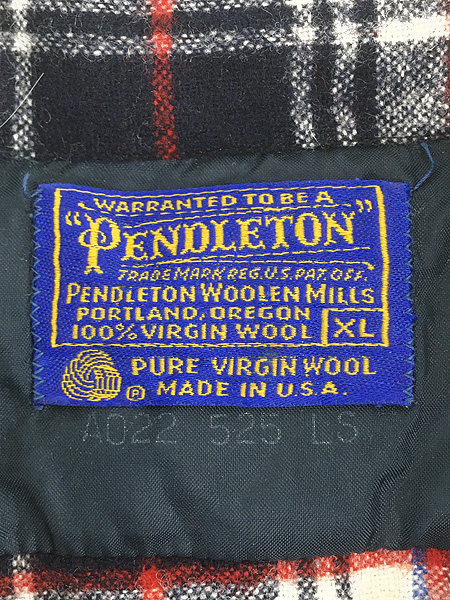 WARRANTED TO BE A
"PENDLETON"
TRADE MARK REG. U.S. PAT. OFF.
PENDLETON WOOLEN MILLS
PORTLAND, OREGON
100% VIRGIN WOOL XL
® PURE VIRGIN WOOL
MADE IN U.S.A.
A022 525 LS